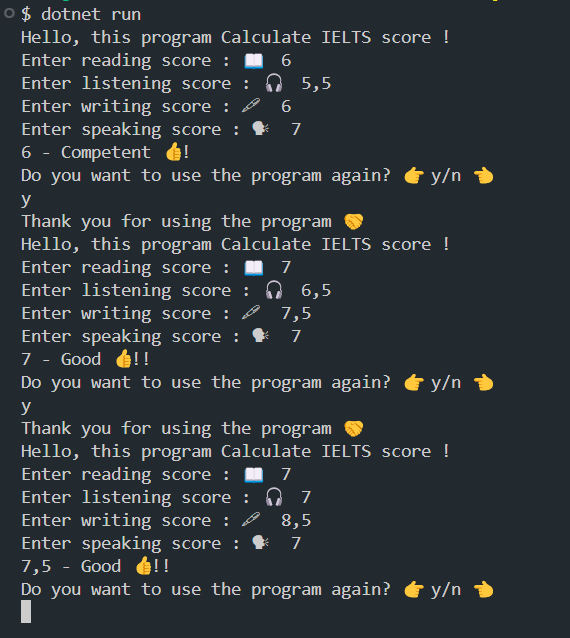 $ dotnet run
Hello, this program Calculate IELTS score !
Enter reading score : 📖 6
Enter listening score : 🎧 5,5
Enter writing score : 🖋 6
Enter speaking score : 🗣 7
6 - Competent 👍!
Do you want to use the program again? 👉 y/n 👈
y
Thank you for using the program 🤝
Hello, this program Calculate IELTS score !
Enter reading score : 📖 7
Enter listening score : 🎧 6,5
Enter writing score : 🖋 7,5
Enter speaking score : 🗣 7
7 - Good 👍!!
Do you want to use the program again? 👉 y/n 👈
y
Thank you for using the program 🤝
Hello, this program Calculate IELTS score !
Enter reading score : 📖 7
Enter listening score : 🎧 7
Enter writing score : 🖋 8,5
Enter speaking score : 🗣 7
7,5 - Good 👍!!
Do you want to use the program again? 👉 y/n 👈